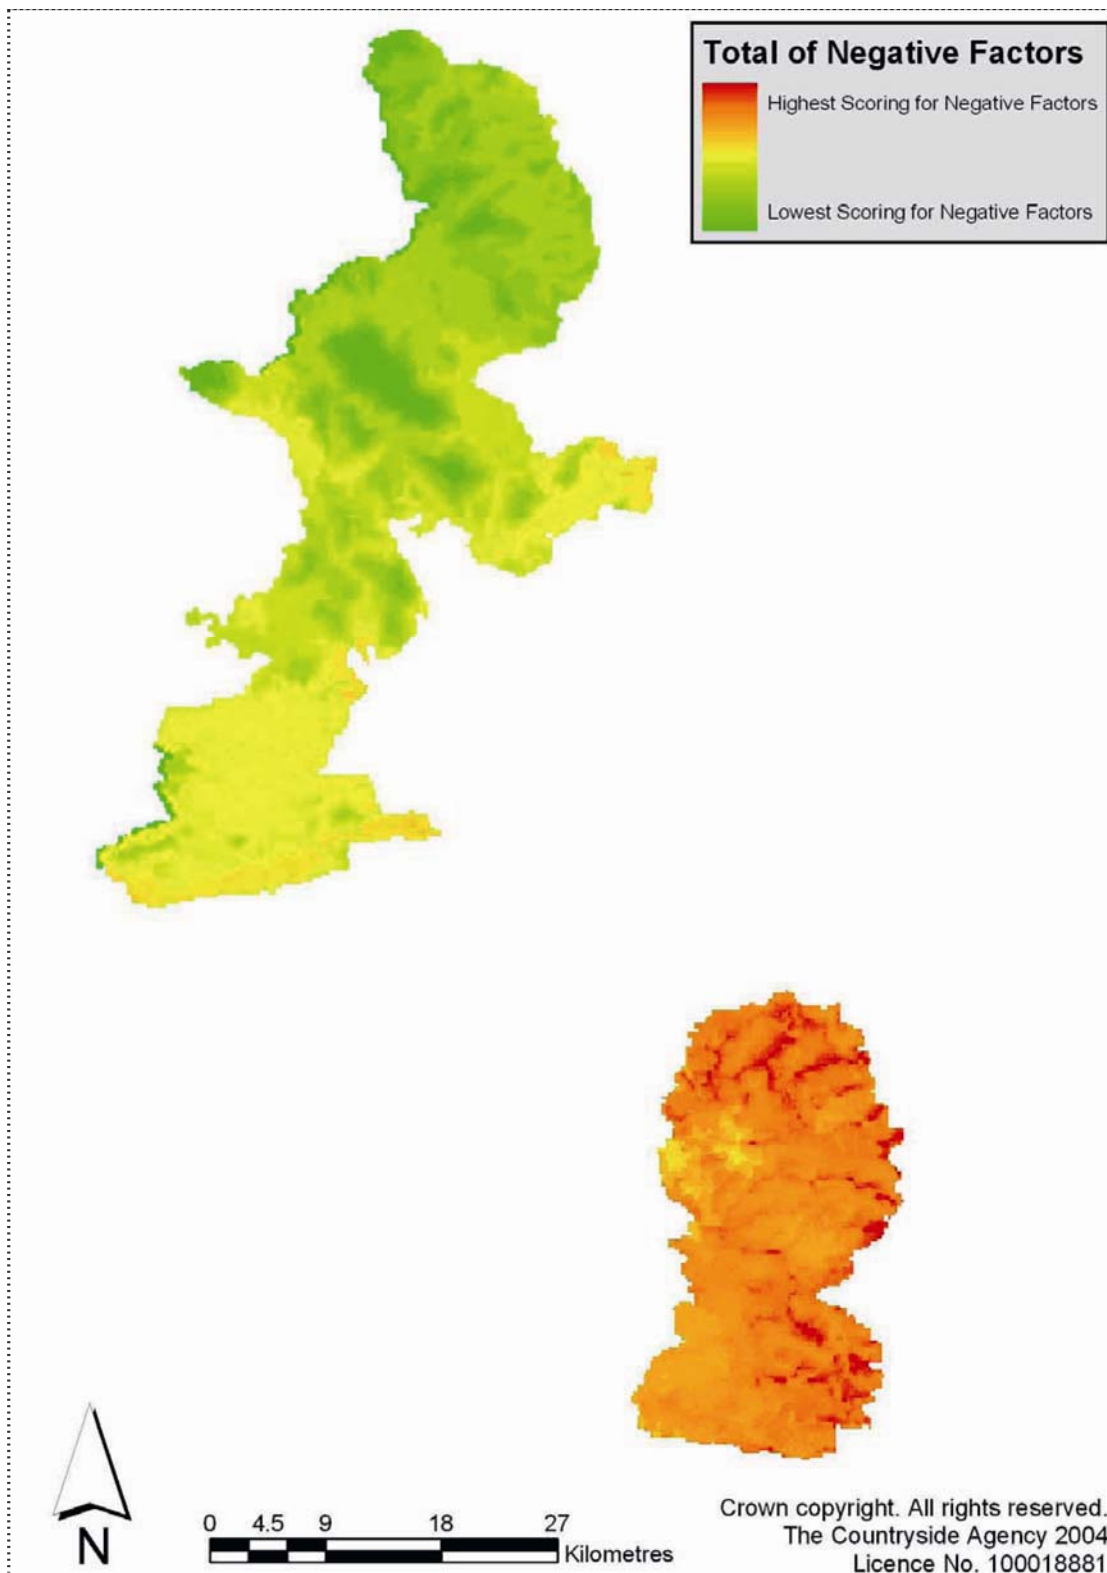 Total of Negative Factors
Highest Scoring for Negative Factors
Lowest Scoring for Negative Factors
N
0 4.5 9 18 27
Kilometres
Crown copyright. All rights reserved.
The Countryside Agency 2004
Licence No. 100018881